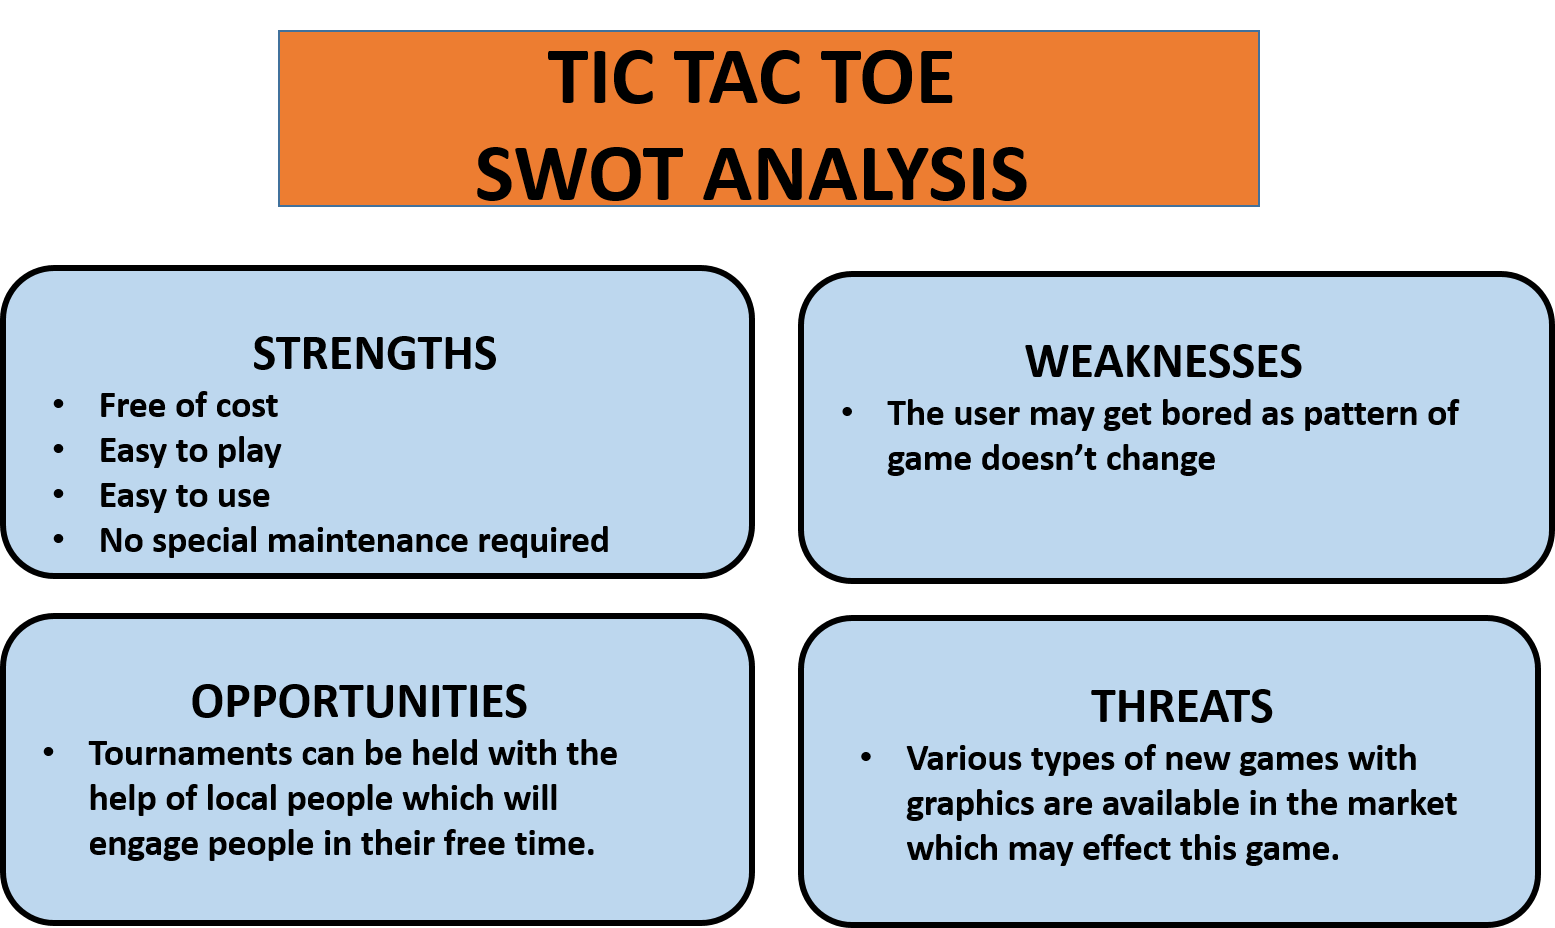 TIC TAC TOE
SWOT ANALYSIS
STRENGTHS
• Free of cost
• Easy to play
• Easy to use
• No special maintenance required
WEAKNESSES
• The user may get bored as pattern of
game doesn’t change
OPPORTUNITIES
• Tournaments can be held with the
help of local people which will
engage people in their free time.
THREATS
• Various types of new games with
graphics are available in the market
which may effect this game.